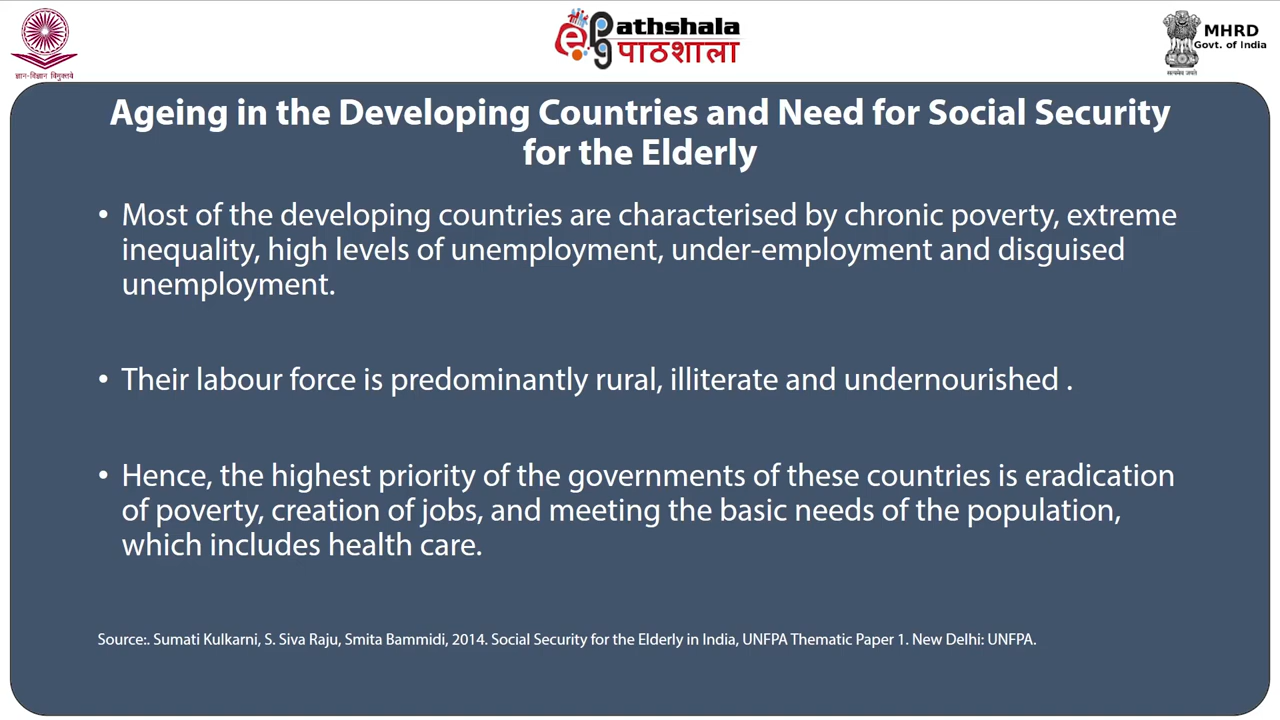 ज्ञान-विज्ञान विमुक्तये
ePathshala
पाठशाला
MHRD
Govt. of India
सत्यमेव जयते
Ageing in the Developing Countries and Need for Social Security
for the Elderly
• Most of the developing countries are characterised by chronic poverty, extreme
inequality, high levels of unemployment, under-employment and disguised
unemployment.
• Their labour force is predominantly rural, illiterate and undernourished .
• Hence, the highest priority of the governments of these countries is eradication
of poverty, creation of jobs, and meeting the basic needs of the population,
which includes health care.
Source:. Sumati Kulkarni, S. Siva Raju, Smita Bammidi, 2014. Social Security for the Elderly in India, UNFPA Thematic Paper 1. New Delhi: UNFPA.